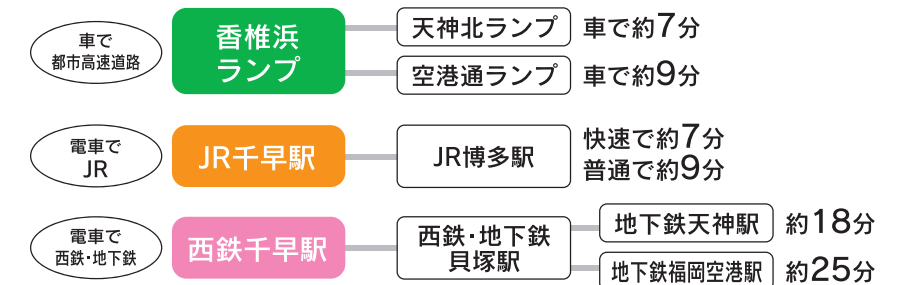 車で
都市高速道路
香椎浜
ランプ
天神北ランプ 車で約7分
空港通ランプ 車で約9分
電車で
JR
JR千早駅
JR博多駅
快速で約7分
普通で約9分
電車で
西鉄・地下鉄
西鉄千早駅
西鉄・地下鉄
貝塚駅
地下鉄天神駅 約18分
地下鉄福岡空港駅 約25分